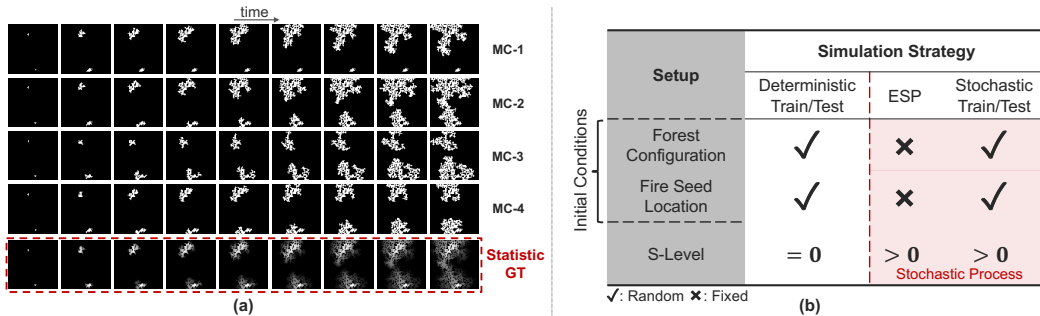 time
MC-1
MC-2
MC-3
MC-4
Statistic
GT
(a)
Setup
Simulation Strategy
Deterministic
Train/Test
ESP
Stochastic
Train/Test
Initial Conditions
Forest
Configuration
✓ ✖ ✓
Fire Seed
Location
✓ ✖ ✓
S-Level
= 0
> 0
> 0
Stochastic Process
✓: Random ✖: Fixed
(b)